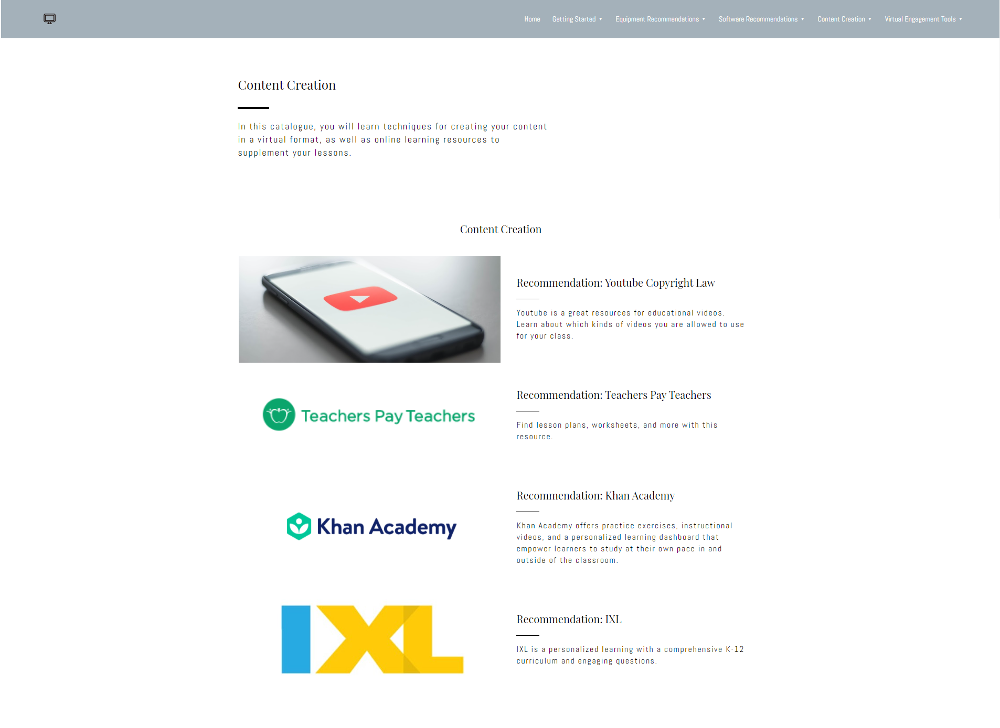 Home Getting Started ▼ Equipment Recommendations ▼ Software Recommendations ▼ Content Creation ▼ Virtual Engagement Tools ▼
Content Creation
In this catalogue, you will learn techniques for creating your content
in a virtual format, as well as online learning resources to
supplement your lessons.
Content Creation
Recommendation: Youtube Copyright Law
Youtube is a great resources for educational videos.
Learn about which kinds of videos you are allowed to use
for your class.
Teachers Pay Teachers
Recommendation: Teachers Pay Teachers
Find lesson plans, worksheets, and more with this
resource.
Khan Academy
Recommendation: Khan Academy
Khan Academy offers practice exercises, instructional
videos, and a personalized learning dashboard that
empower learners to study at their own pace in and
outside of the classroom.
IXL
Recommendation: IXL
IXL is a personalized learning with a comprehensive K-12
curriculum and engaging questions.